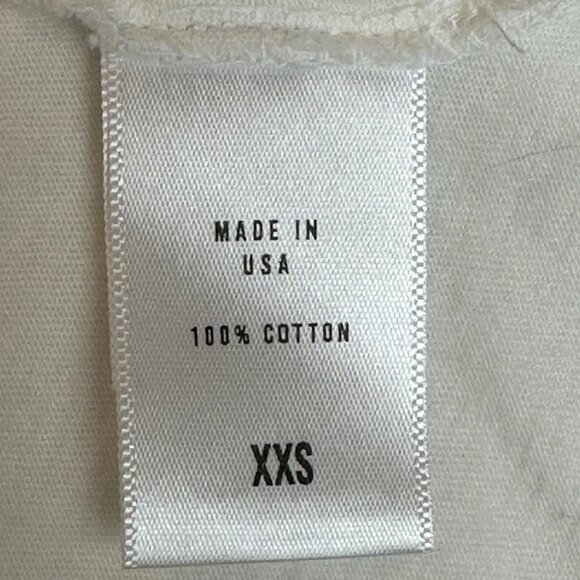 MADE IN
USA
100% COTTON
XXS